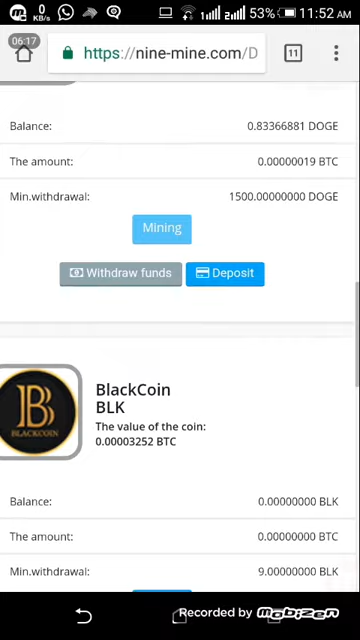 0
KB/s
53%
11:52 AM
06:17
https://nine-mine.com/D
11
Balance:
0.83366881 DOGE
The amount:
0.00000019 BTC
Min.withdrawal:
1500.00000000 DOGE
Mining
Withdraw funds
Deposit
B
BLACKCOIN
BlackCoin
BLK
The value of the coin:
0.00003252 BTC
Balance:
0.00000000 BLK
The amount:
0.00000000 BTC
Min.withdrawal:
9.00000000 BLK
Recorded by mobizen